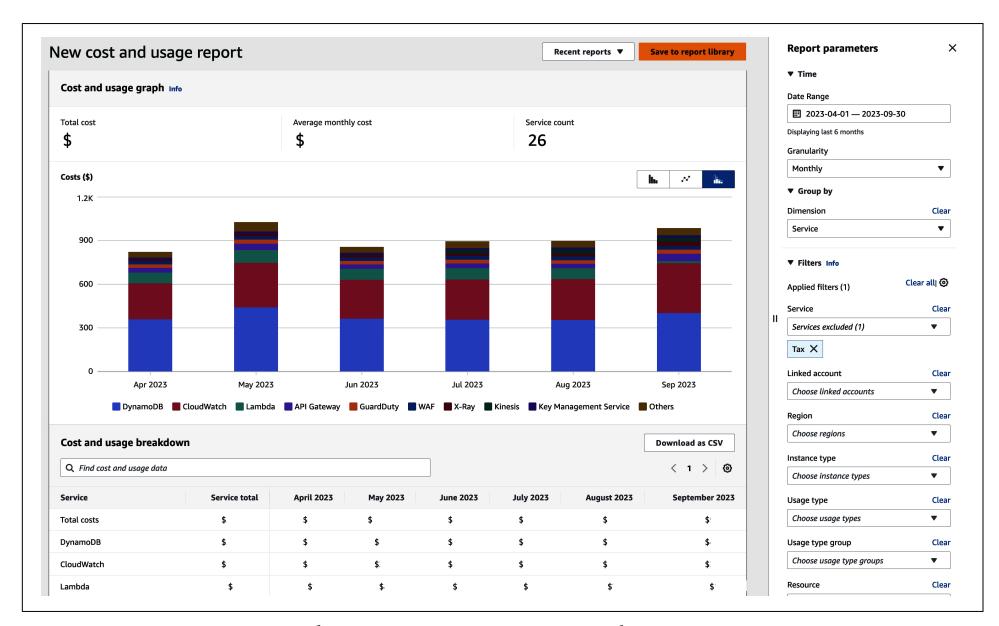 New cost and usage report
Recent reports ▼
Save to report library
Cost and usage graph Info
Total cost
$
Average monthly cost
$
Service count
26
Costs ($)
1.2K
900
600
300
0
Apr 2023 May 2023 Jun 2023 Jul 2023 Aug 2023 Sep 2023
DynamoDB CloudWatch Lambda API Gateway GuardDuty WAF X-Ray Kinesis Key Management Service Others
Cost and usage breakdown
Download as CSV
Find cost and usage data
< 1 >
Service Service total April 2023 May 2023 June 2023 July 2023 August 2023 September 2023
Total costs $ $ $ $ $ $ $
DynamoDB $ $ $ $ $ $ $
CloudWatch $ $ $ $ $ $ $
Lambda $ $ $ $ $ $ $
Report parameters
▼ Time
Date Range
2023-04-01 — 2023-09-30
Displaying last 6 months
Granularity
Monthly
▼ Group by
Dimension Clear
Service
▼ Filters Info
Applied filters (1) Clear all
Service Clear
Services excluded (1)
Tax X
Linked account Clear
Choose linked accounts
Region Clear
Choose regions
Instance type Clear
Choose instance types
Usage type Clear
Choose usage types
Usage type group Clear
Choose usage type groups
Resource Clear